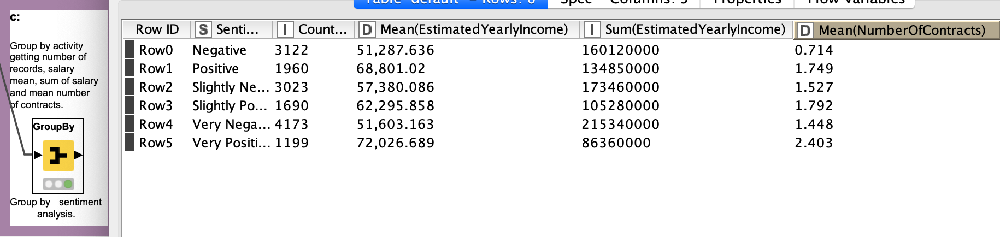 Table "default" - Rows: 6 Spec - Columns: 5 Properties Flow Variables
c:
Group by activity
getting number of
records, salary
mean, sum of salary
and mean number
of contracts.
GroupBy
Group by sentiment
analysis.
Row ID S Senti... I Count... D Mean(EstimatedYearlyIncome) I Sum(EstimatedYearlyIncome) D Mean(NumberOfContracts)
Row0 Negative 3122 51,287.636 160120000 0.714
Row1 Positive 1960 68,801.02 134850000 1.749
Row2 Slightly Ne... 3023 57,380.086 173460000 1.527
Row3 Slightly Po... 1690 62,295.858 105280000 1.792
Row4 Very Nega... 4173 51,603.163 215340000 1.448
Row5 Very Positi... 1199 72,026.689 86360000 2.403